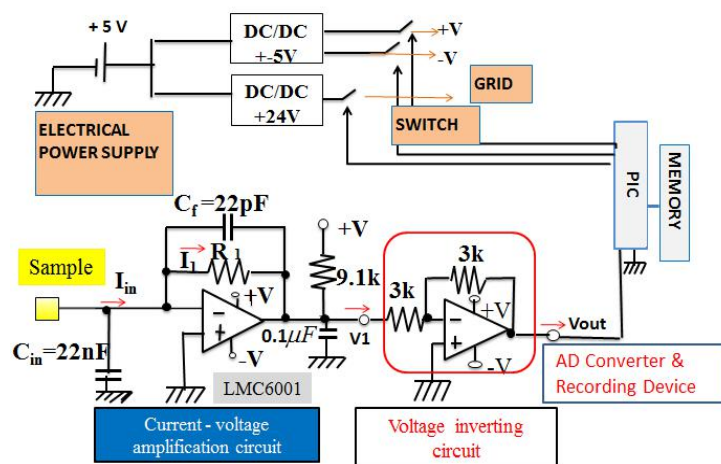 + 5 V
DC/DC
+-5V
+V
-V
DC/DC
+24V
GRID
SWITCH
ELECTRICAL
POWER SUPPLY
PIC
MEMORY
Cf=22pF
I1 R1
+V
9.1k
3k
3k
Sample
Iin
+V
-
+
-V
0.1μF
V1
-
+
+V
-V
Vout
Cin=22nF
LMC6001
AD Converter &
Recording Device
Current - voltage
amplification circuit
Voltage inverting
circuit